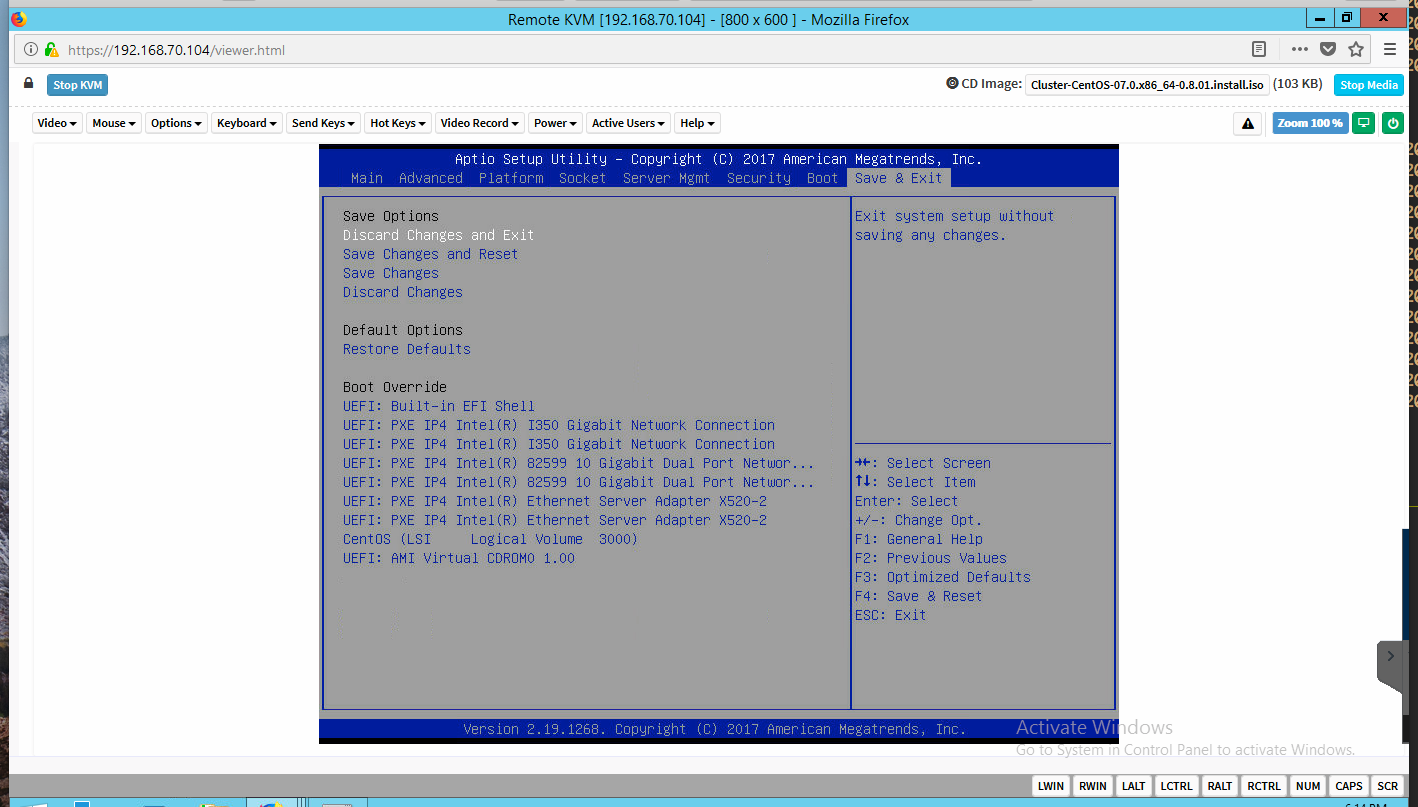 Remote KVM [192.168.70.104] - [800 x 600 ] - Mozilla Firefox
https://192.168.70.104/viewer.html
Stop KVM
CD Image: Cluster-CentOS-07.0.x86_64-0.8.01.install.iso (103 KB) Stop Media
Video Mouse Options Keyboard Send Keys Hot Keys Video Record Power Active Users Help Zoom 100 %
Aptio Setup Utility – Copyright (C) 2017 American Megatrends, Inc.
Main Advanced Platform Socket Server Mgmt Security Boot Save & Exit
Save Options
Discard Changes and Exit
Save Changes and Reset
Save Changes
Discard Changes
Default Options
Restore Defaults
Boot Override
UEFI: Built-in EFI Shell
UEFI: PXE IP4 Intel(R) I350 Gigabit Network Connection
UEFI: PXE IP4 Intel(R) I350 Gigabit Network Connection
UEFI: PXE IP4 Intel(R) 82599 10 Gigabit Dual Port Networ...
UEFI: PXE IP4 Intel(R) 82599 10 Gigabit Dual Port Networ...
UEFI: PXE IP4 Intel(R) Ethernet Server Adapter X520-2
UEFI: PXE IP4 Intel(R) Ethernet Server Adapter X520-2
CentOS (LSI Logical Volume 3000)
UEFI: AMI Virtual CDROM0 1.00
Exit system setup without
saving any changes.
→←: Select Screen
↑↓: Select Item
Enter: Select
+/-: Change Opt.
F1: General Help
F2: Previous Values
F3: Optimized Defaults
F4: Save & Reset
ESC: Exit
Version 2.19.1268. Copyright (C) 2017 American Megatrends, Inc.
Activate Windows
Go to System in Control Panel to activate Windows.
LWIN RWIN LALT LCTRL RALT RCTRL NUM CAPS SCR